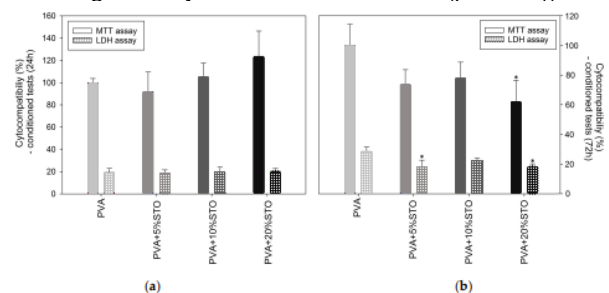 160
140
120
100
80
60
40
20
0
Cytocompatibiliy (%)
- conditioned tests (24h)
MTT assay
LDH assay
PVA
PVA+5%STO
PVA+10%STO
PVA+20%STO
(a)
MTT assay
LDH assay
*
*
*
PVA
PVA+5%STO
PVA+10%STO
PVA+20%STO
120
100
80
60
40
20
0
Cytocompatibiliy (%)
- conditioned tests (72h)
(b)